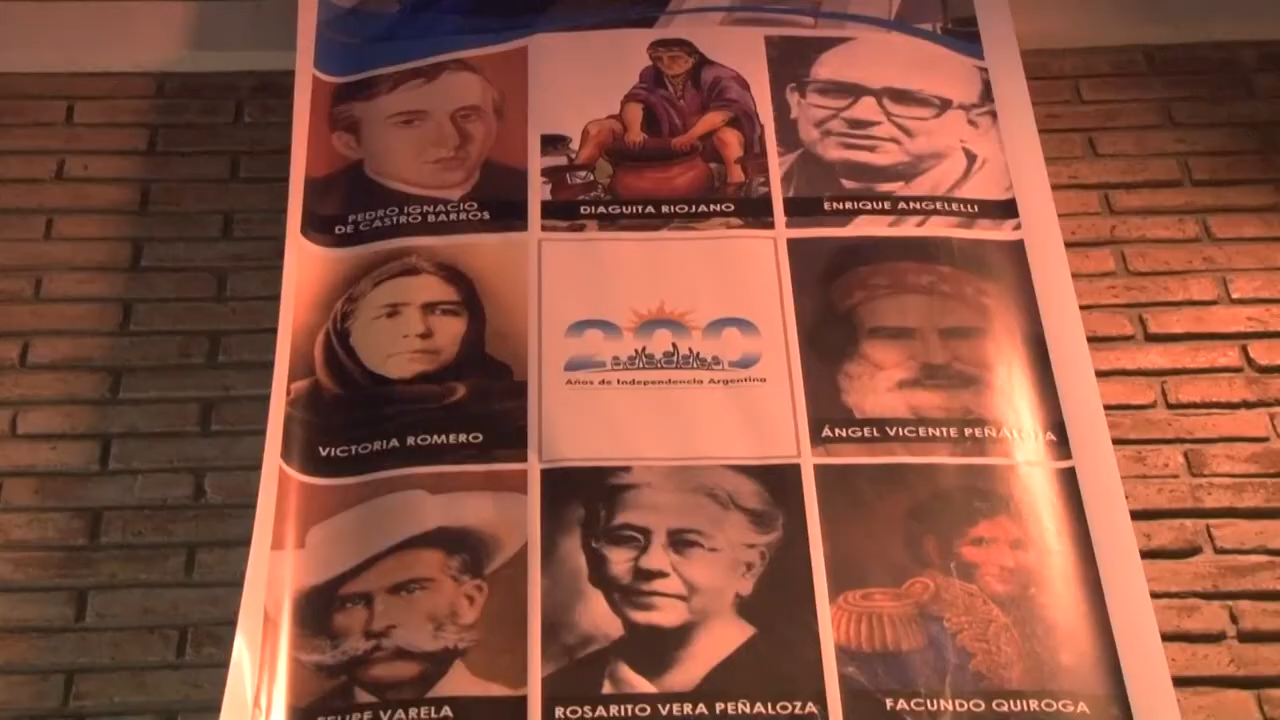 PEDRO IGNACIO
DE CASTRO BARROS
DIAGUITA RIOJANO
ENRIQUE ANGELELLI
VICTORIA ROMERO
200
Años de Independencia Argentina
ÁNGEL VICENTE PEÑALOZA
FELIPE VARELA
ROSARITO VERA PEÑALOZA
FACUNDO QUIROGA